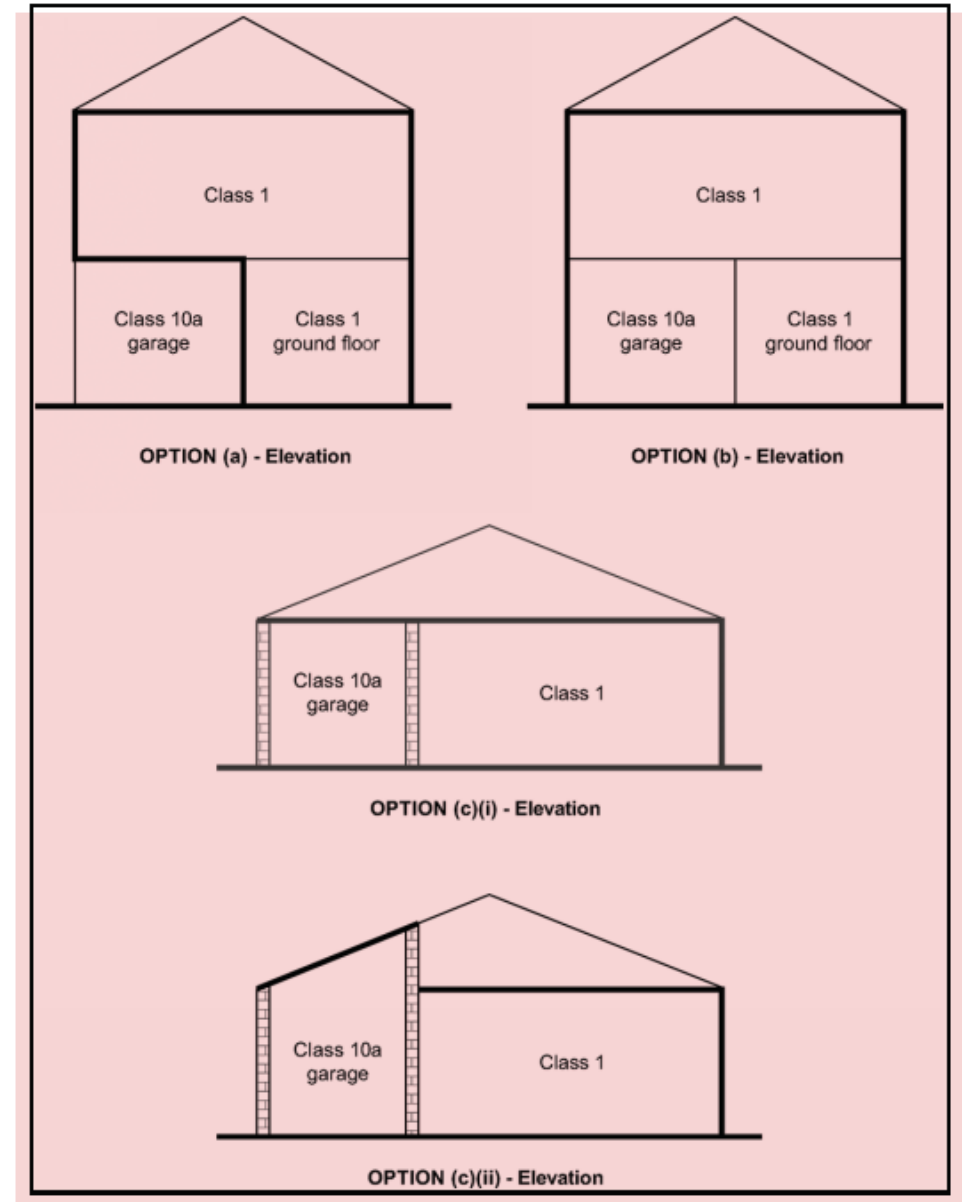 Class 1
Class 10a
garage
Class 1
ground floor
OPTION (a) - Elevation
Class 1
Class 10a
garage
Class 1
ground floor
OPTION (b) - Elevation
Class 10a
garage
Class 1
OPTION (c)(i) - Elevation
Class 10a
garage
Class 1
OPTION (c)(ii) - Elevation